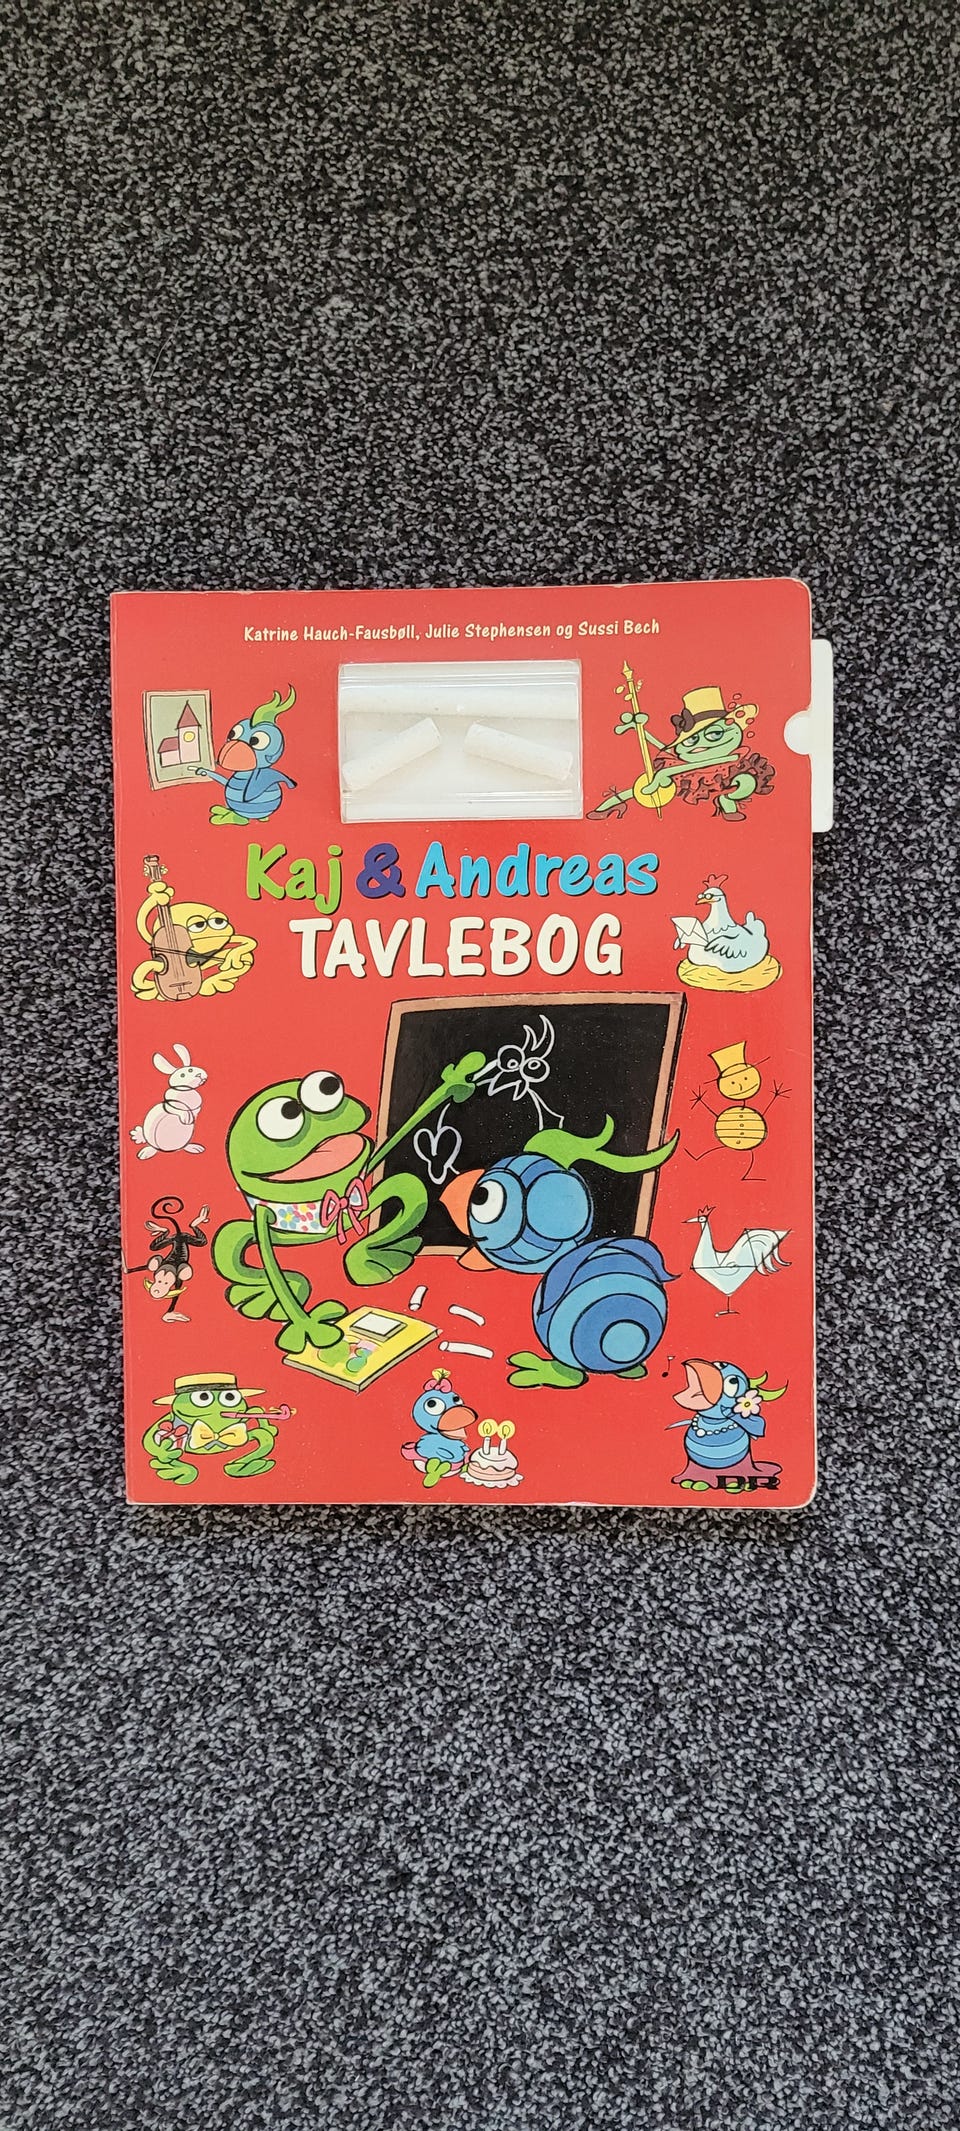 Katrine Hauch-Fausbøll, Julie Stephensen og Sussi Bech
Kaj & Andreas
TAVLEBOG
DR